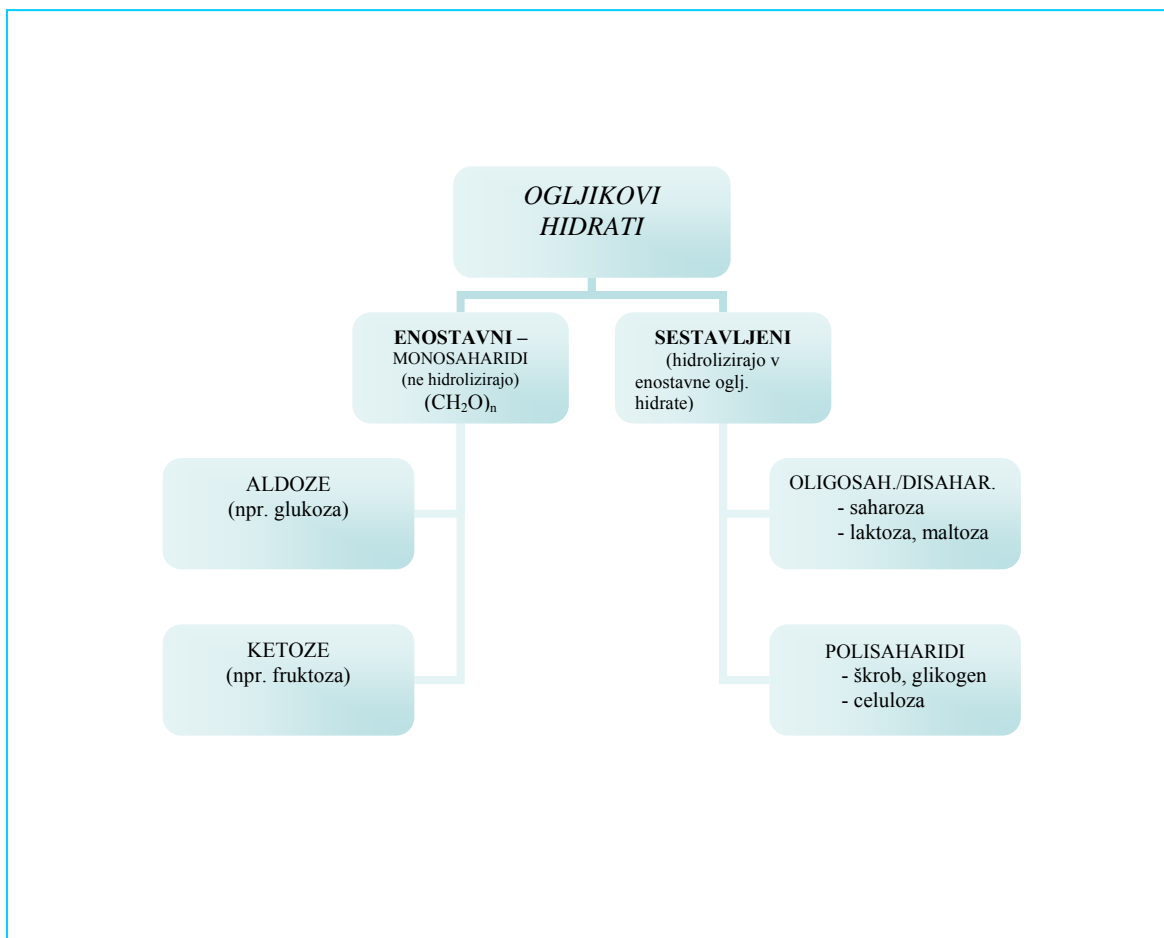 OGLJIKOVI
HIDRATI
ENOSTAVNI –
MONOSAHARIDI
(ne hidrolizirajo)
(CH₂O)ₙ
SESTAVLJENI
(hidrolizirajo v
enostavne oglj.
hidrate)
ALDOZE
(npr. glukoza)
KETOZE
(npr. fruktoza)
OLIGOSAH./DISAHAR.
- saharoza
- laktoza, maltoza
POLISAHARIDI
- škrob, glikogen
- celuloza